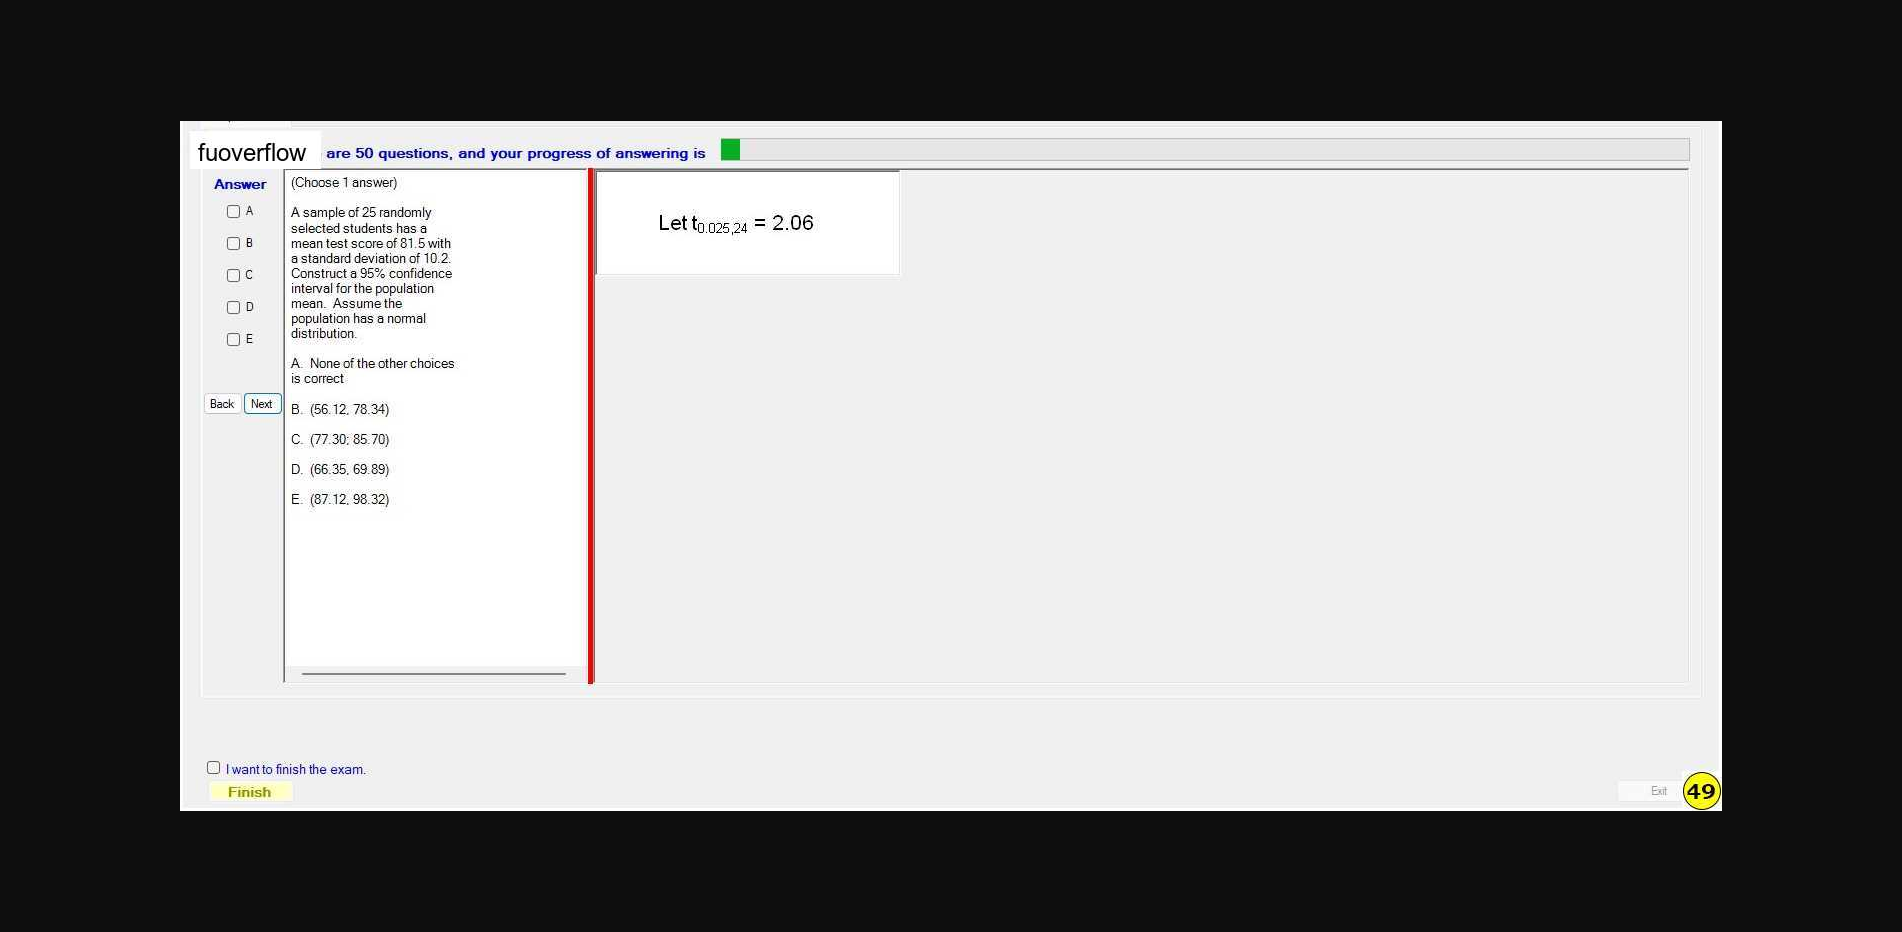 fuoverflow are 50 questions, and your progress of answering is
Answer
A
B
C
D
E
Back Next
(Choose 1 answer)
A sample of 25 randomly
selected students has a
mean test score of 81.5 with
a standard deviation of 10.2.
Construct a 95% confidence
interval for the population
mean. Assume the
population has a normal
distribution.
A. None of the other choices
is correct
B. (56.12, 78.34)
C. (77.30; 85.70)
D. (66.35, 69.89)
E. (87.12, 98.32)
Let t0.025,24 = 2.06
I want to finish the exam.
Finish
Exit
49